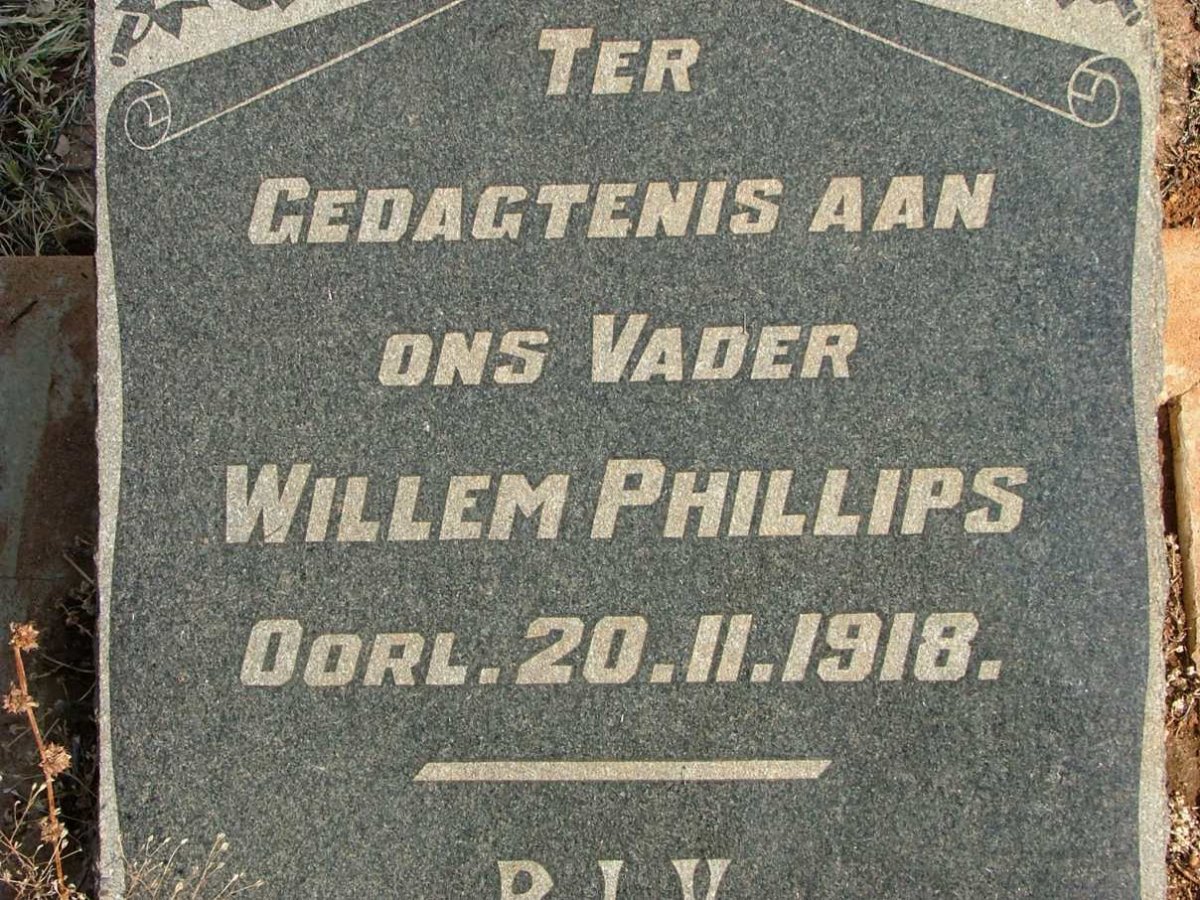 TER
GEDAGTENIS AAN
ONS VADER
WILLEM PHILLIPS
OORL. 20.11.1918.
R.I.V